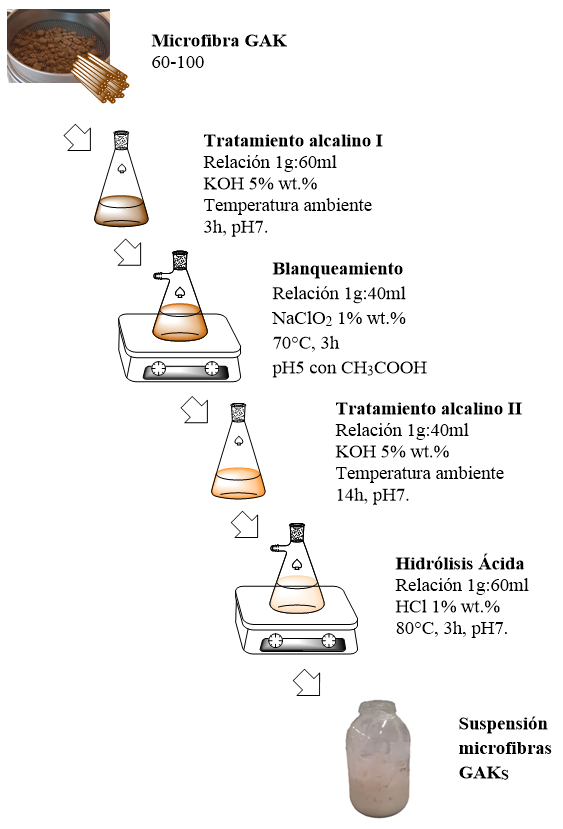 Microfibra GAK
60-100
Tratamiento alcalino I
Relación 1g:60ml
KOH 5% wt.%
Temperatura ambiente
3h, pH7.
Blanqueamiento
Relación 1g:40ml
NaClO₂ 1% wt.%
70°C, 3h
pH5 con CH₃COOH
Tratamiento alcalino II
Relación 1g:40ml
KOH 5% wt.%
Temperatura ambiente
14h, pH7.
Hidrólisis Ácida
Relación 1g:60ml
HCl 1% wt.%
80°C, 3h, pH7.
Suspensión
microfibras
GAKs